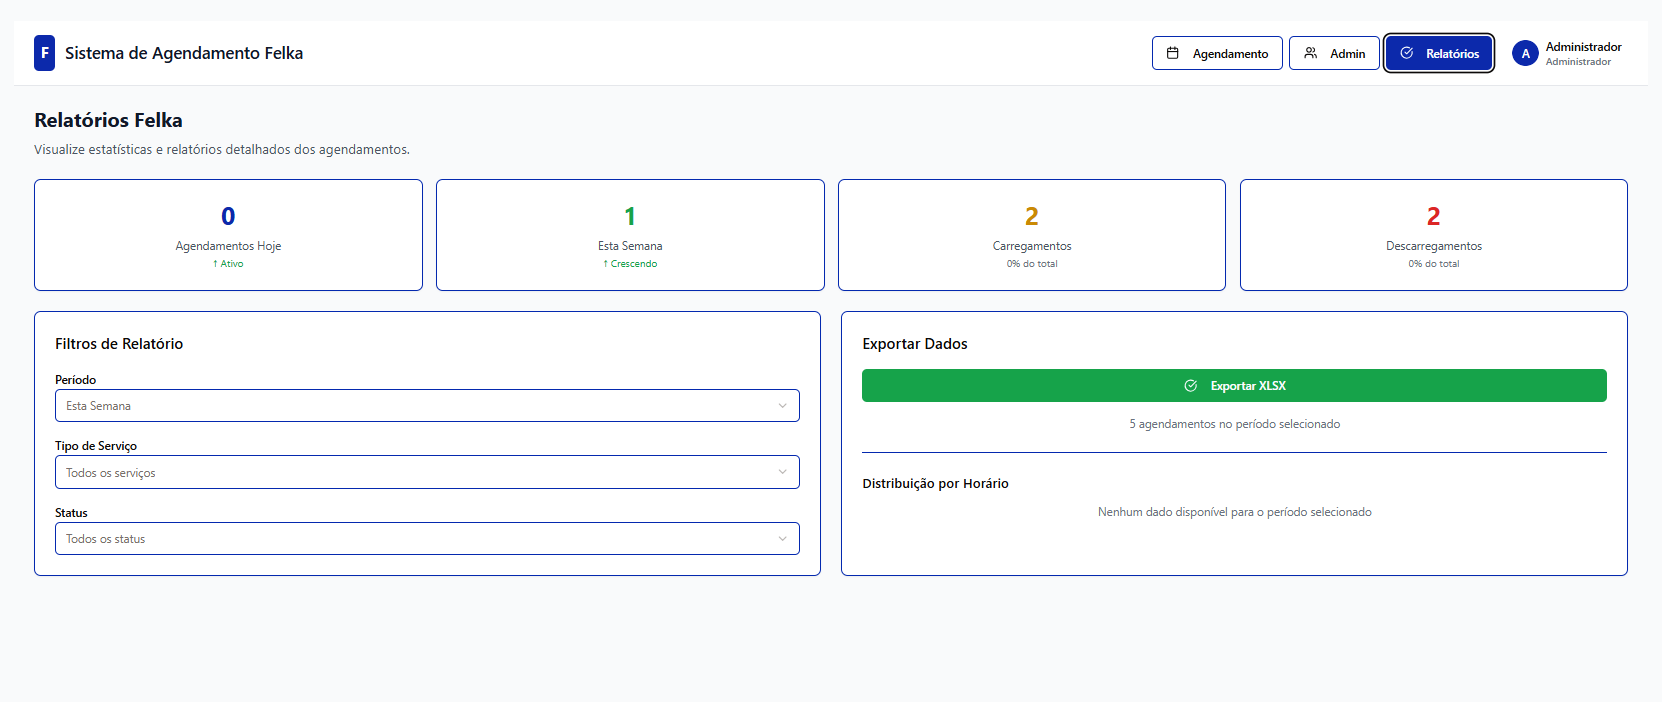 F Sistema de Agendamento Felka
Agendamento Admin Relatórios A Administrador
Administrador
Relatórios Felka
Visualize estatísticas e relatórios detalhados dos agendamentos.
0
Agendamentos Hoje
↑ Ativo
1
Esta Semana
↑ Crescendo
2
Carregamentos
0% do total
2
Descarregamentos
0% do total
Filtros de Relatório
Período
Esta Semana
Tipo de Serviço
Todos os serviços
Status
Todos os status
Exportar Dados
Exportar XLSX
5 agendamentos no período selecionado
Distribuição por Horário
Nenhum dado disponível para o período selecionado